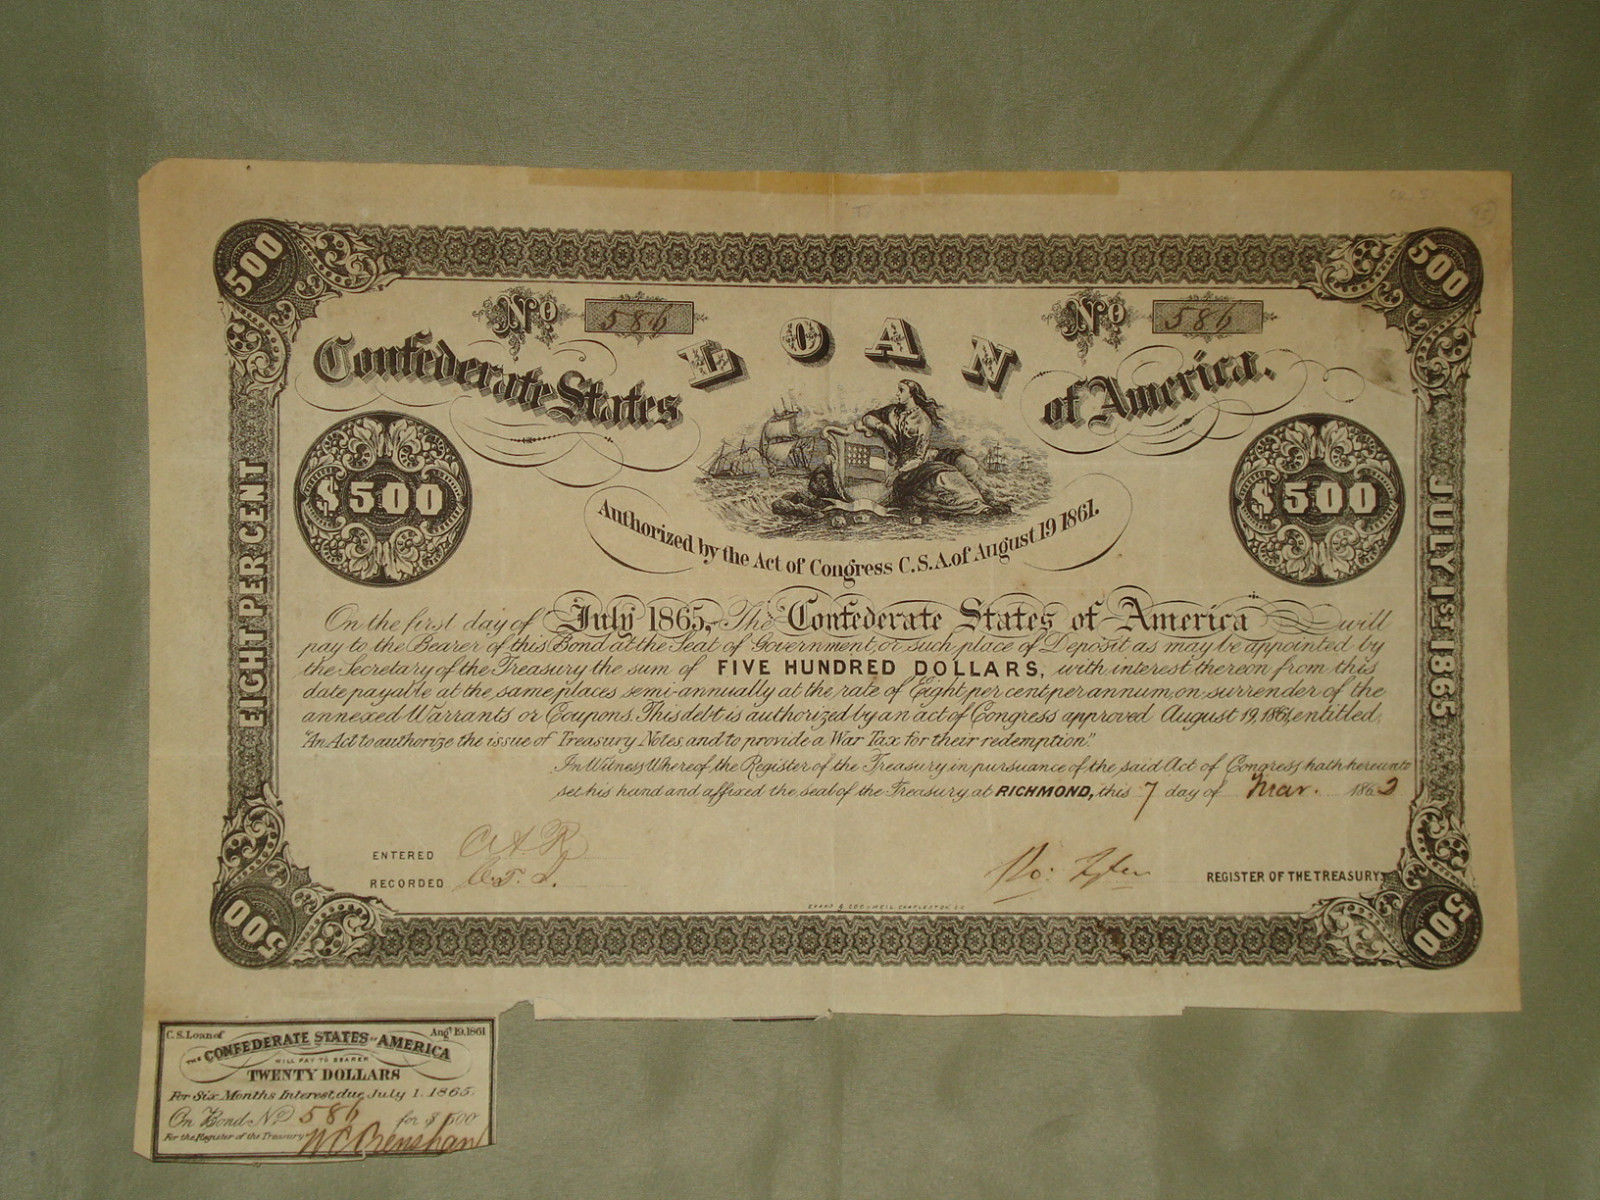 500
500
No 586
No 586
LOAN
Confederate States
of America.
$500
$500
Authorized by the Act of Congress C.S.A. of August 19 1861.
EIGHT PER CENT
JULY 1st 1865
On the first day of July 1865, The Confederate States of America will
pay to the Bearer of this Bond at the Seat of Government, or such place of Deposit as may be appointed by
the Secretary of the Treasury the sum of FIVE HUNDRED DOLLARS, with interest thereon from this
date payable at the same places semi-annually at the rate of Eight per cent per annum, on surrender of the
annexed Warrants or Coupons. This debt is authorized by an act of Congress approved August 19, 1861, entitled,
"An Act to authorize the issue of Treasury Notes, and to provide a War Tax for their redemption."
In Witness Whereof, the Register of the Treasury in pursuance of the said Act of Congress hath hereunto
set his hand and affixed the seal of the Treasury at RICHMOND, this 7 day of Mar. 186
ENTERED
RECORDED
Ro: Tyler
REGISTER OF THE TREASURY
EVANS & COGSWELL CHARLESTON S.C.
500
500
C.S. Loan of
Augt 19, 1861
THE CONFEDERATE STATES OF AMERICA
WILL PAY TO BEARER
TWENTY DOLLARS
For Six Months Interest, due July 1. 1865.
On Bond No 586 for $500
For the Register of the Treasury